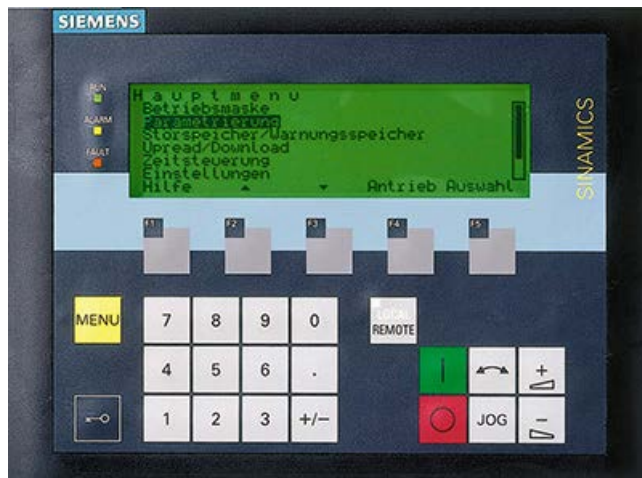 SIEMENS
RUN
ALARM
FAULT
Hauptmenu
Betriebsmaske
Parametrierung
Störspeicher/Warnungsspeicher
Upread/Download
Zeitsteuerung
Einstellungen
Hilfe Antrieb Auswahl
SINAMICS
F1 F2 F3 F4 F5
MENU 7 8 9 0 LOCAL REMOTE
4 5 6 .
1 2 3 +/− JOG
+
−